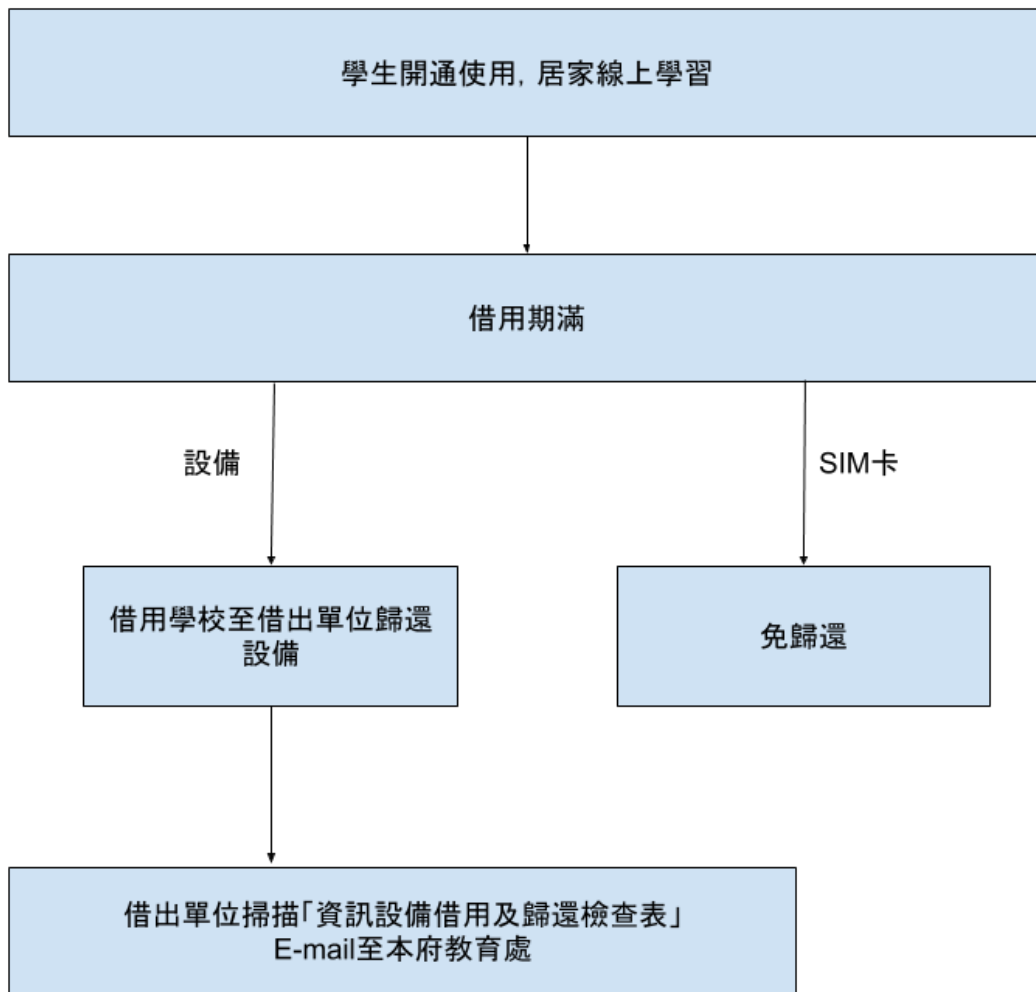 學生開通使用，居家線上學習
借用期滿
設備
SIM卡
借用學校至借出單位歸還
設備
免歸還
借出單位掃描「資訊設備借用及歸還檢查表」
E-mail至本府教育處